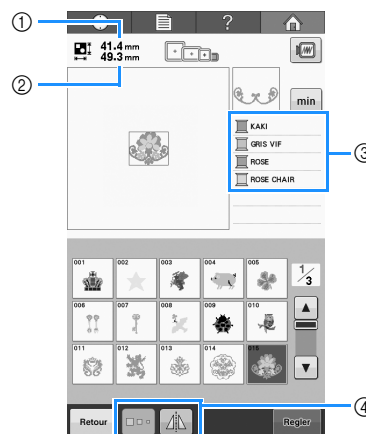 ①
?
41.4 mm
49.3 mm
②
min
KAKI
GRIS VIF
ROSE
ROSE CHAIR
③
001 002 003 004 005
1/3
006 007 008 009 010
011 012 013 014 015
④
Retour
Regler